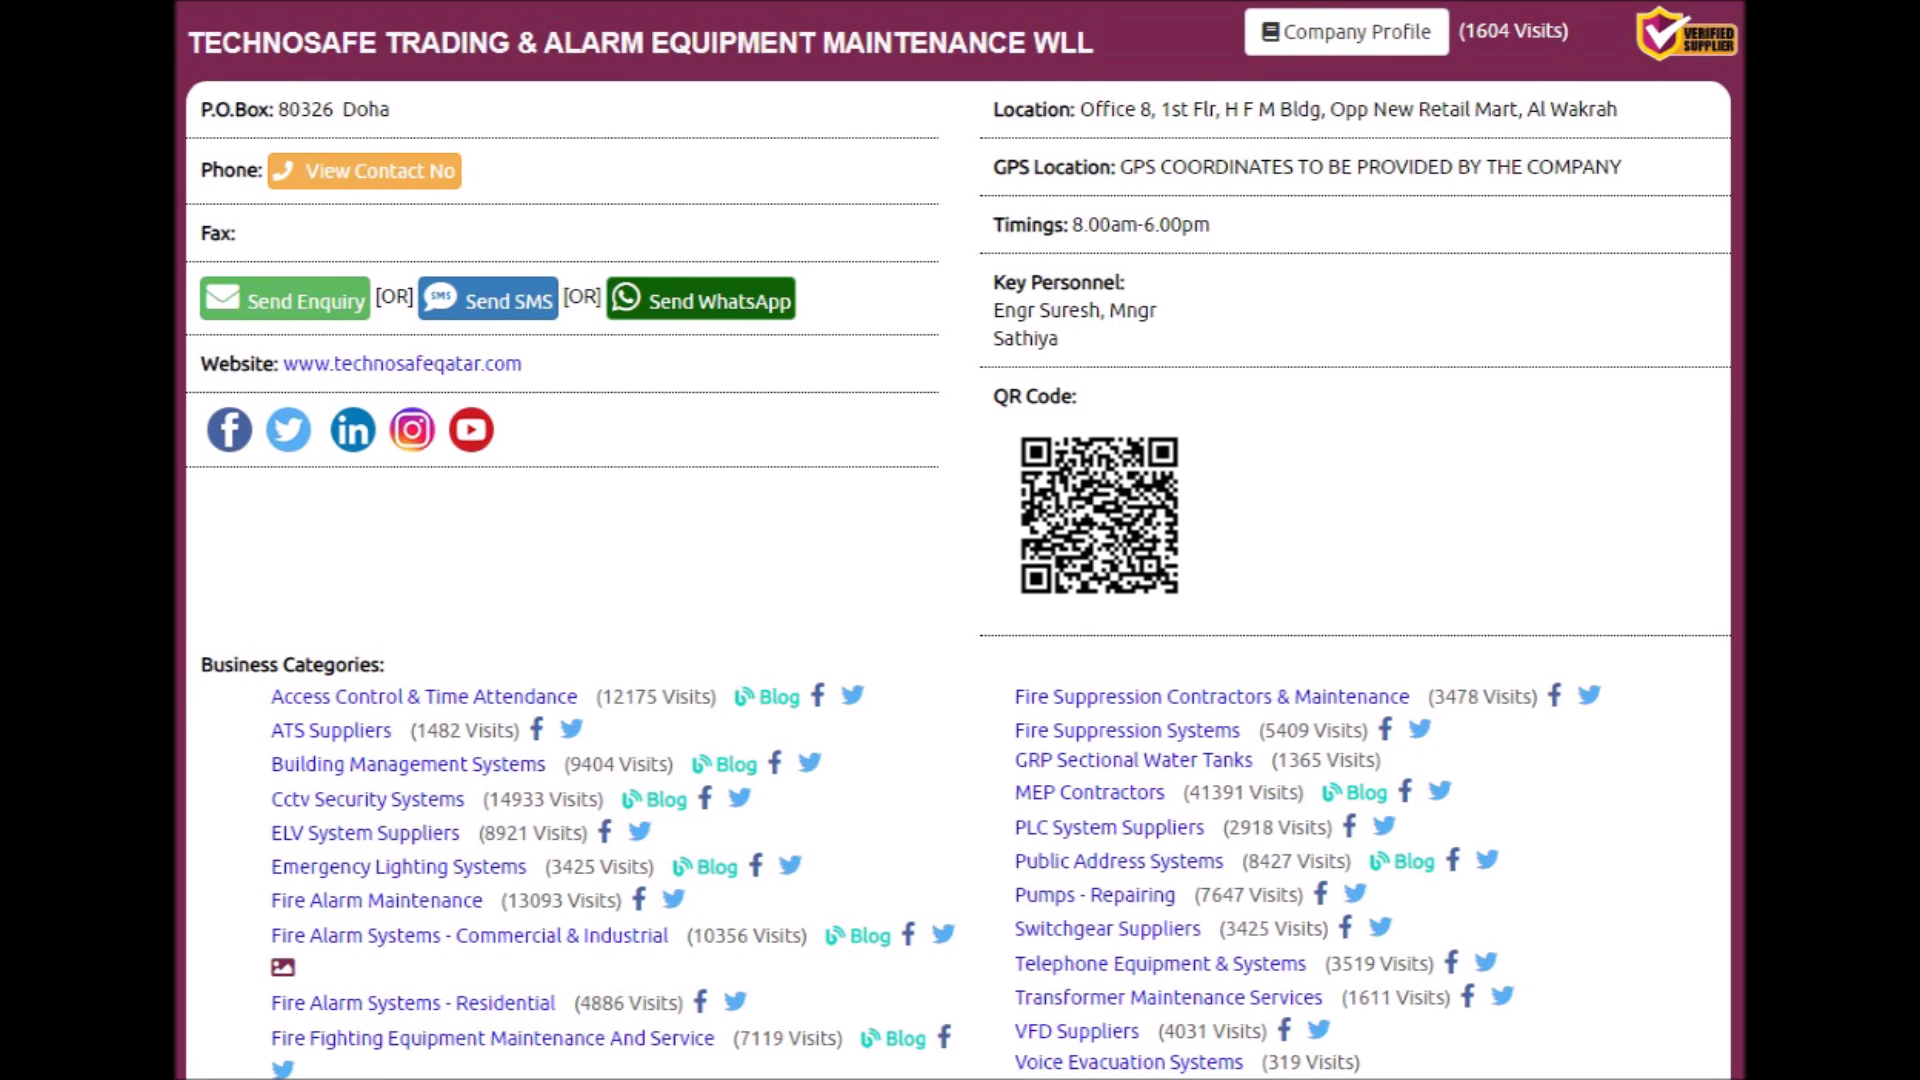 TECHNOSAFE TRADING & ALARM EQUIPMENT MAINTENANCE WLL
Company Profile (1604 Visits)
VERIFIED
SUPPLIER
P.O.Box: 80326 Doha
Phone: View Contact No
Fax:
Send Enquiry [OR] SMS Send SMS [OR] Send WhatsApp
Website: www.technosafeqatar.com
Location: Office 8, 1st Flr, H F M Bldg, Opp New Retail Mart, Al Wakrah
GPS Location: GPS COORDINATES TO BE PROVIDED BY THE COMPANY
Timings: 8.00am-6.00pm
Key Personnel:
Engr Suresh, Mngr
Sathiya
QR Code:
Business Categories:
Access Control & Time Attendance (12175 Visits) Blog
ATS Suppliers (1482 Visits)
Building Management Systems (9404 Visits) Blog
Cctv Security Systems (14933 Visits) Blog
ELV System Suppliers (8921 Visits)
Emergency Lighting Systems (3425 Visits) Blog
Fire Alarm Maintenance (13093 Visits)
Fire Alarm Systems - Commercial & Industrial (10356 Visits) Blog
Fire Alarm Systems - Residential (4886 Visits)
Fire Fighting Equipment Maintenance And Service (7119 Visits) Blog
Fire Suppression Contractors & Maintenance (3478 Visits)
Fire Suppression Systems (5409 Visits)
GRP Sectional Water Tanks (1365 Visits)
MEP Contractors (41391 Visits) Blog
PLC System Suppliers (2918 Visits)
Public Address Systems (8427 Visits) Blog
Pumps - Repairing (7647 Visits)
Switchgear Suppliers (3425 Visits)
Telephone Equipment & Systems (3519 Visits)
Transformer Maintenance Services (1611 Visits)
VFD Suppliers (4031 Visits)
Voice Evacuation Systems (319 Visits)